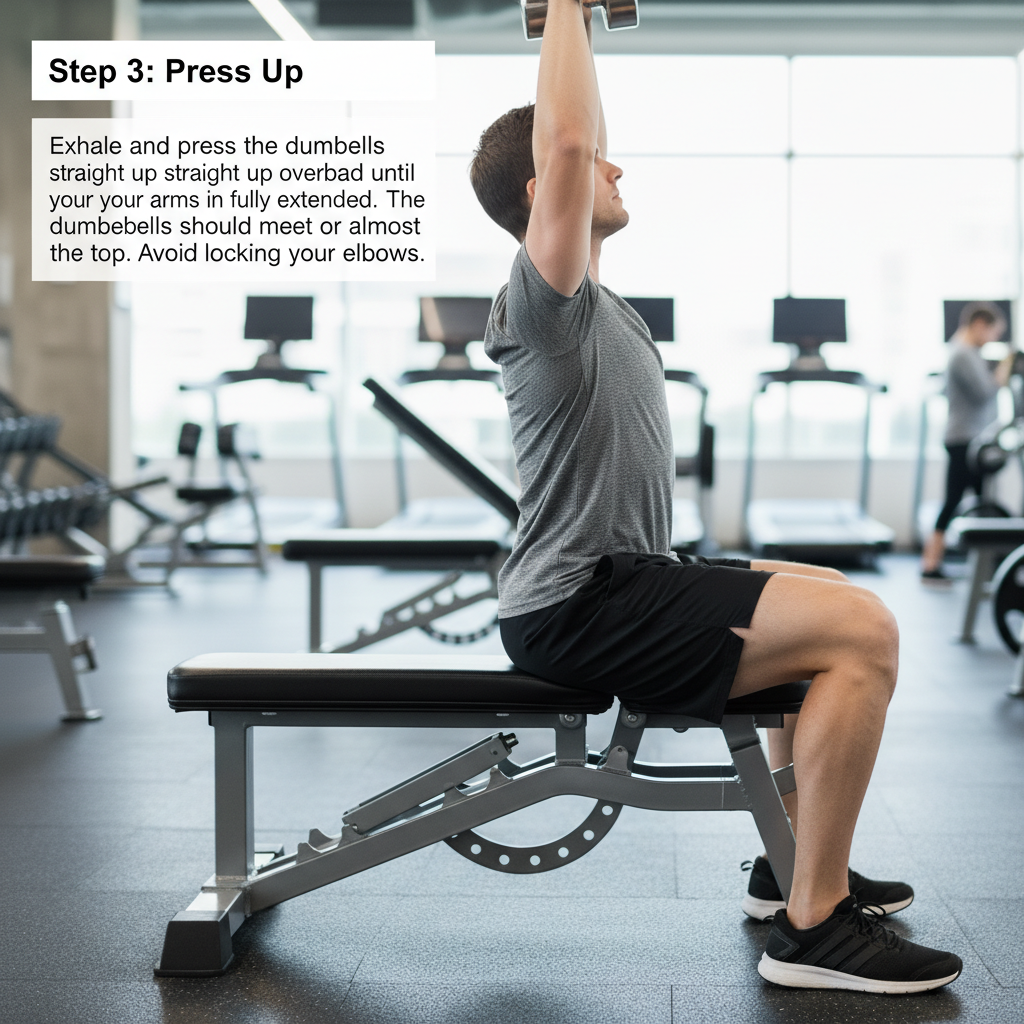 Step 3: Press Up
Exhale and press the dumbells
straight up straight up overbad until
your your arms in fully extended. The
dumbebells should meet or almost
the top. Avoid locking your elbows.